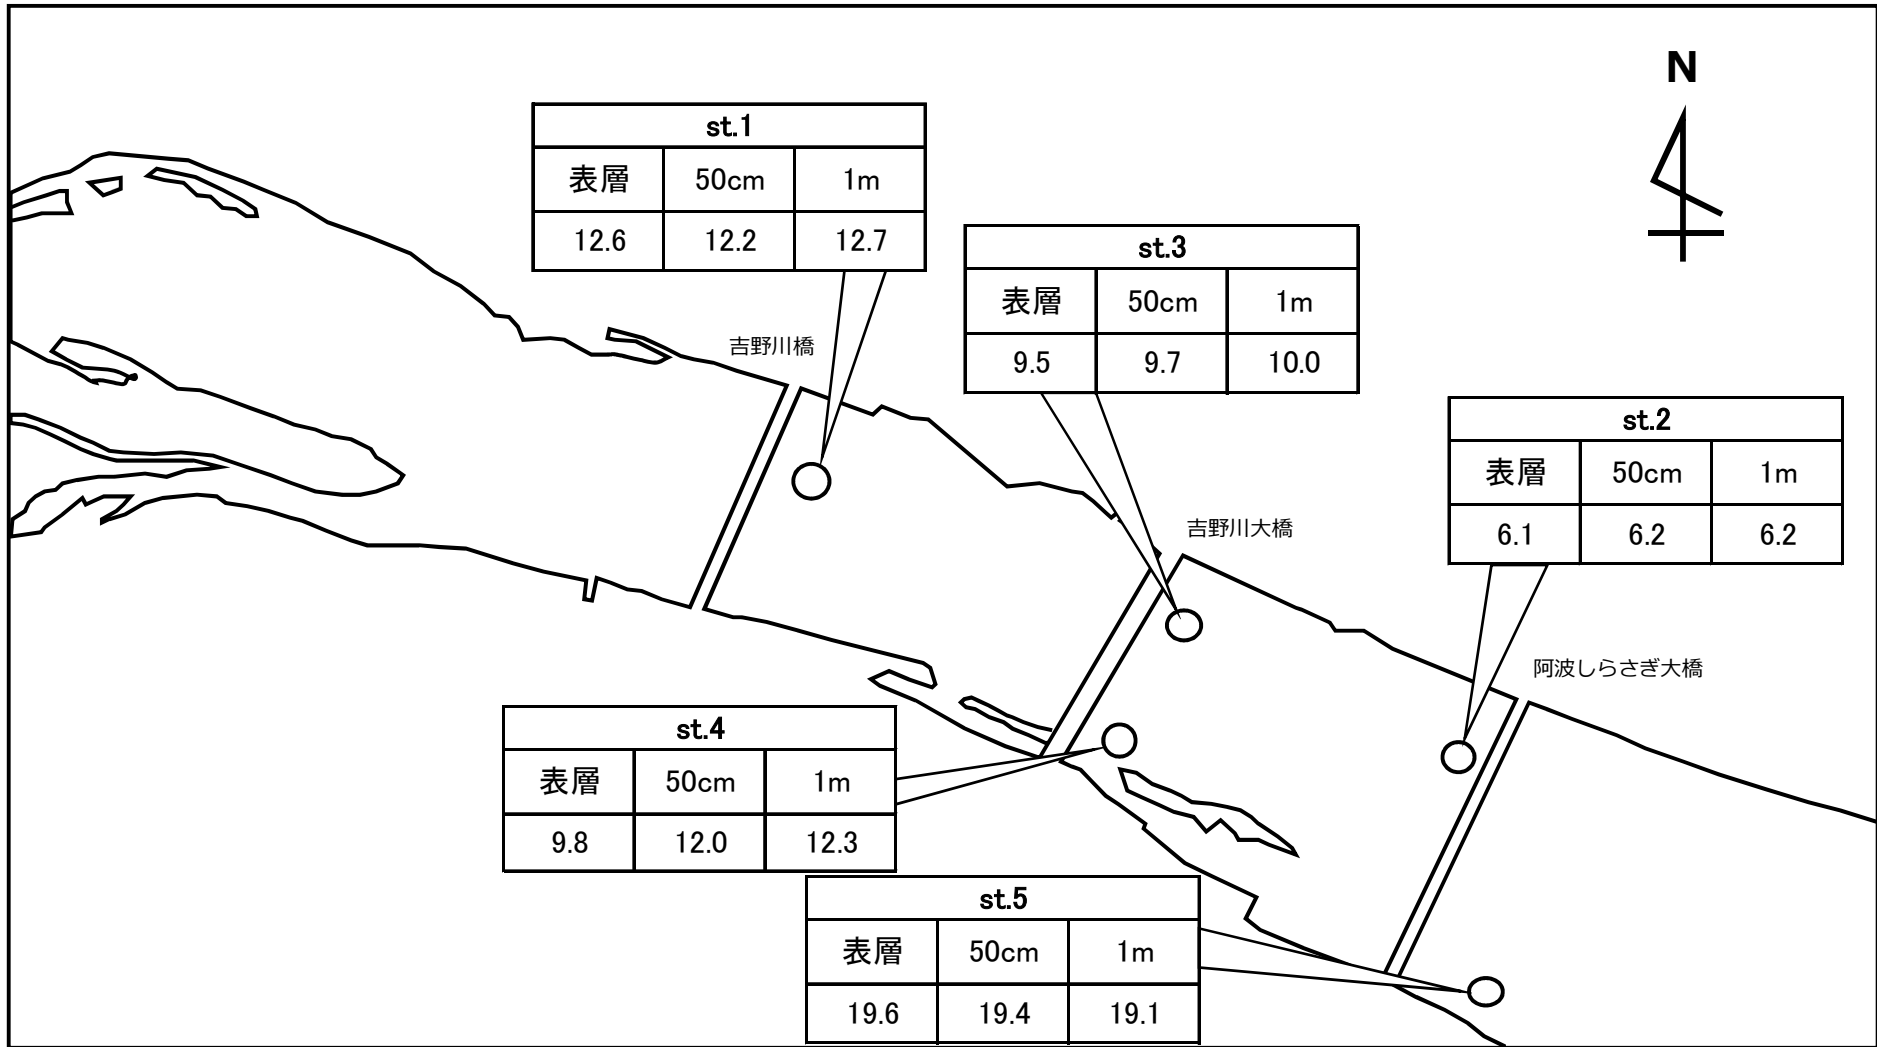 N
st.1
表層 50cm 1m
12.6 12.2 12.7
吉野川橋
st.3
表層 50cm 1m
9.5 9.7 10.0
st.2
表層 50cm 1m
6.1 6.2 6.2
吉野川大橋
阿波しらさぎ大橋
st.4
表層 50cm 1m
9.8 12.0 12.3
st.5
表層 50cm 1m
19.6 19.4 19.1